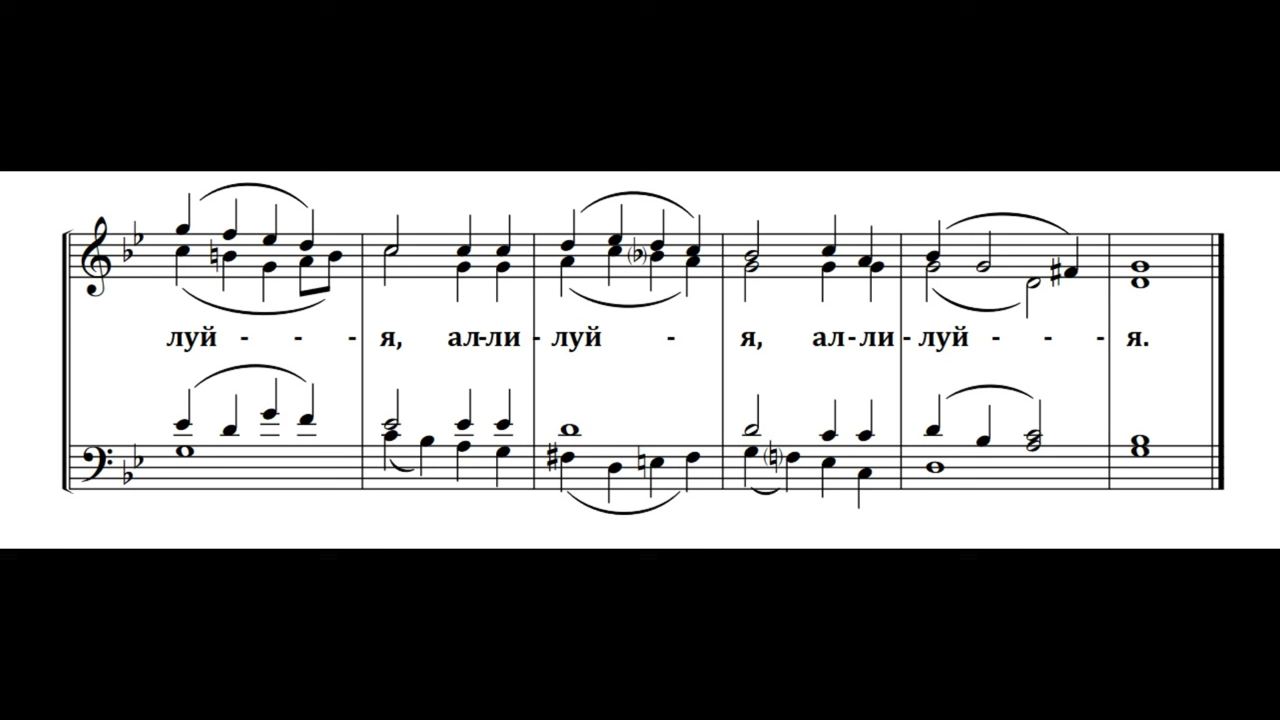 луй - - - я, ал-ли - луй - я, ал-ли - луй - - - я.